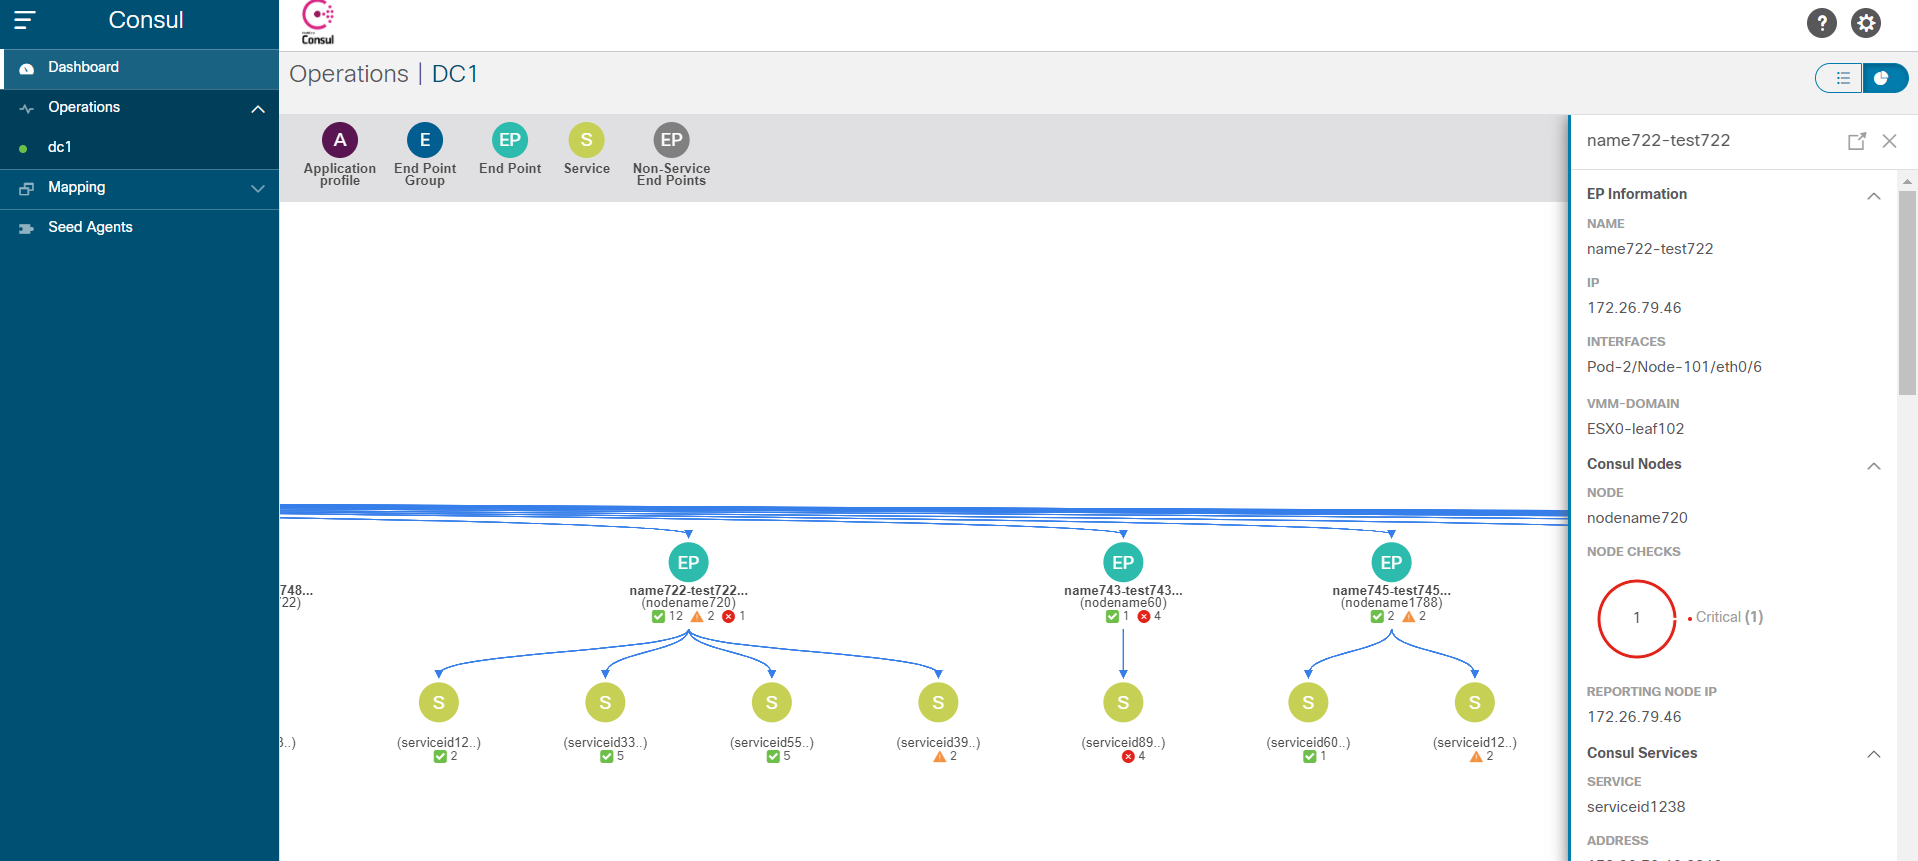 Consul
Consul
?
Dashboard
Operations
dc1
Mapping
Seed Agents
Operations | DC1
A
E
EP
S
EP
Application
profile
End Point
Group
End Point
Service
Non-Service
End Points
748...
22)
EP
name722-test722...
(nodename720)
12 2 1
EP
name743-test743...
(nodename60)
1 4
EP
name745-test745...
(nodename1788)
2 2
S
S
S
S
S
S
S
3..)
(serviceid12..)
2
(serviceid33..)
5
(serviceid55..)
5
(serviceid39..)
2
(serviceid89..)
4
(serviceid60..)
1
(serviceid12..)
2
name722-test722
EP Information
NAME
name722-test722
IP
172.26.79.46
INTERFACES
Pod-2/Node-101/eth0/6
VMM-DOMAIN
ESX0-leaf102
Consul Nodes
NODE
nodename720
NODE CHECKS
1
Critical (1)
REPORTING NODE IP
172.26.79.46
Consul Services
SERVICE
serviceid1238
ADDRESS